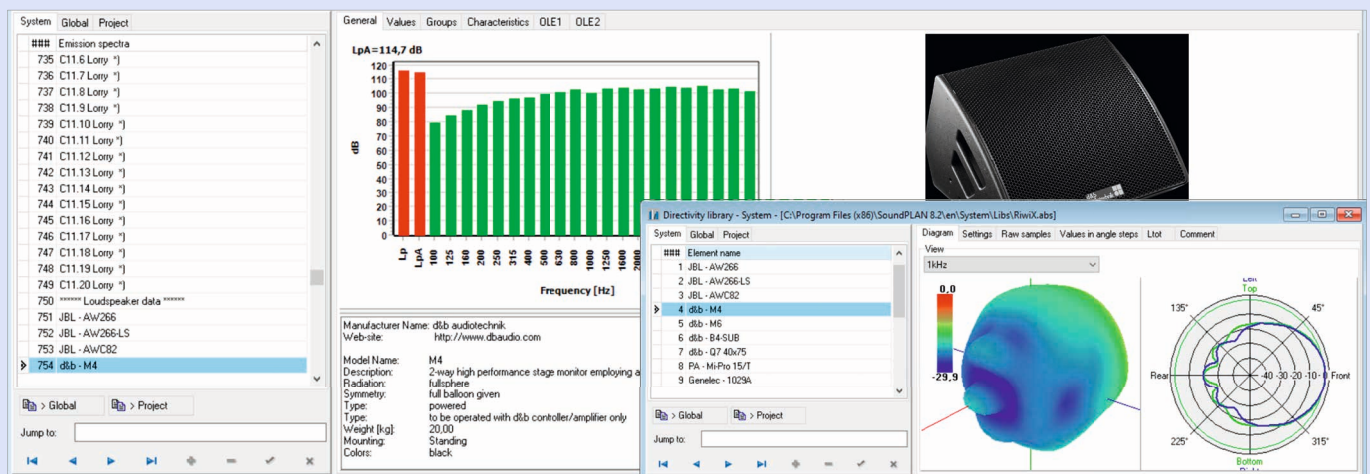 System Global Project
### Emission spectra
735 C11.6 Lorry *)
736 C11.7 Lorry *)
737 C11.8 Lorry *)
738 C11.9 Lorry *)
739 C11.10 Lorry *)
740 C11.11 Lorry *)
741 C11.12 Lorry *)
742 C11.13 Lorry *)
743 C11.14 Lorry *)
744 C11.15 Lorry *)
745 C11.16 Lorry *)
746 C11.17 Lorry *)
747 C11.18 Lorry *)
748 C11.19 Lorry *)
749 C11.20 Lorry *)
750 ****** Loudspeaker data ******
751 JBL - AW266
752 JBL - AW266-LS
753 JBL - AWC82
754 d&b - M4
> Global > Project
Jump to:
General Values Groups Characteristics OLE1 OLE2
LpA=114,7 dB
120
110
100
90
80
70
60
50
40
30
20
10
0
dB
Lp LpA 100 125 160 200 250 315 400 500 630 800 1000 1250 1600 2000
Frequency [Hz]
Manufacturer Name: d&b audiotechnik
Web-site: http://www.dbaudio.com
Model Name: M4
Description: 2-way high performance stage monitor employing a
Radiation: fullsphere
Symmetry: full balloon given
Type: powered
Type: to be operated with d&b controller/amplifier only
Weight [kg]: 20,00
Mounting: Standing
Colors: black
Directivity library - System - [C:\Program Files (x86)\SoundPLAN 8.2\en\System\Libs\RiwiX.abs]
System Global Project
### Element name
1 JBL - AW266
2 JBL - AW266-LS
3 JBL - AWC82
4 d&b - M4
5 d&b - M6
6 d&b - B4-SUB
7 d&b - Q7 40x75
8 PA - Mi-Pro 15/T
9 Genelec - 1029A
> Global > Project
Jump to:
Diagram Settings Raw samples Values in angle steps Ltot Comment
View
1kHz
0,0
-29,9
Left
Top
135° 45°
Rear -40 -30 -20 -10 0 Front
225° 315°
Bottom
Right